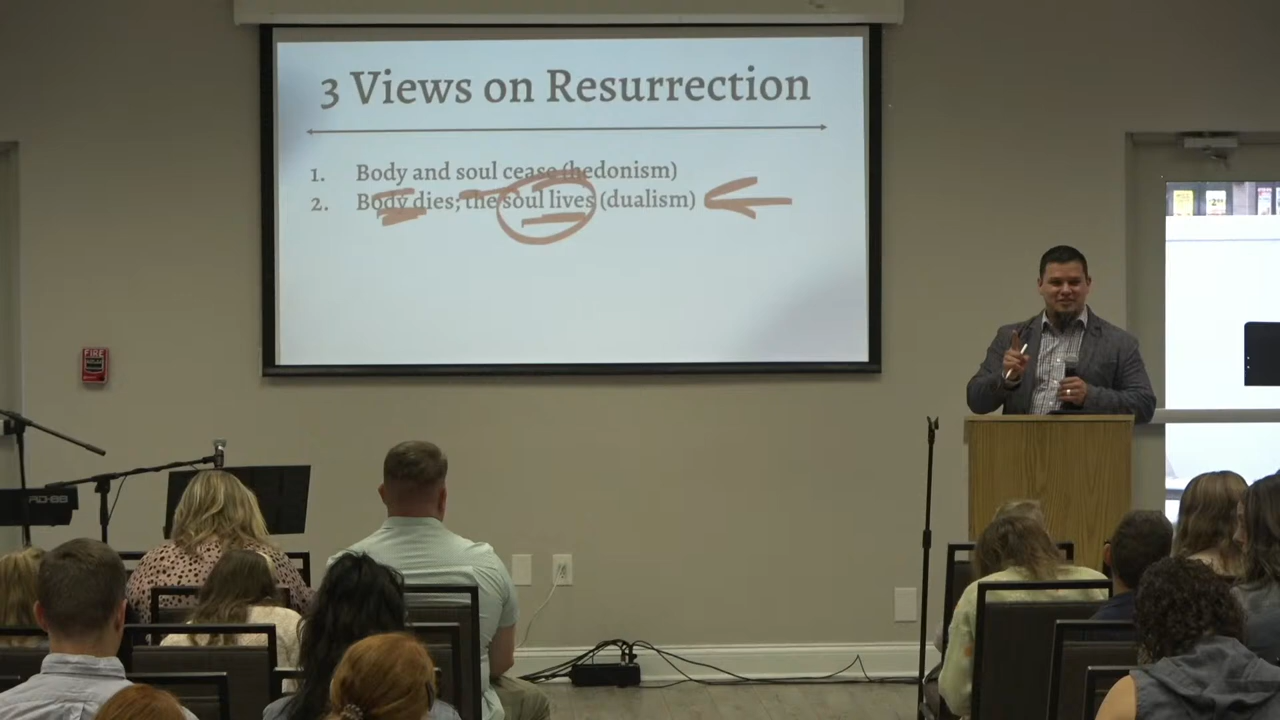 3 Views on Resurrection
1. Body and soul cease (hedonism)
2. Body dies; the soul lives (dualism)
FIRE